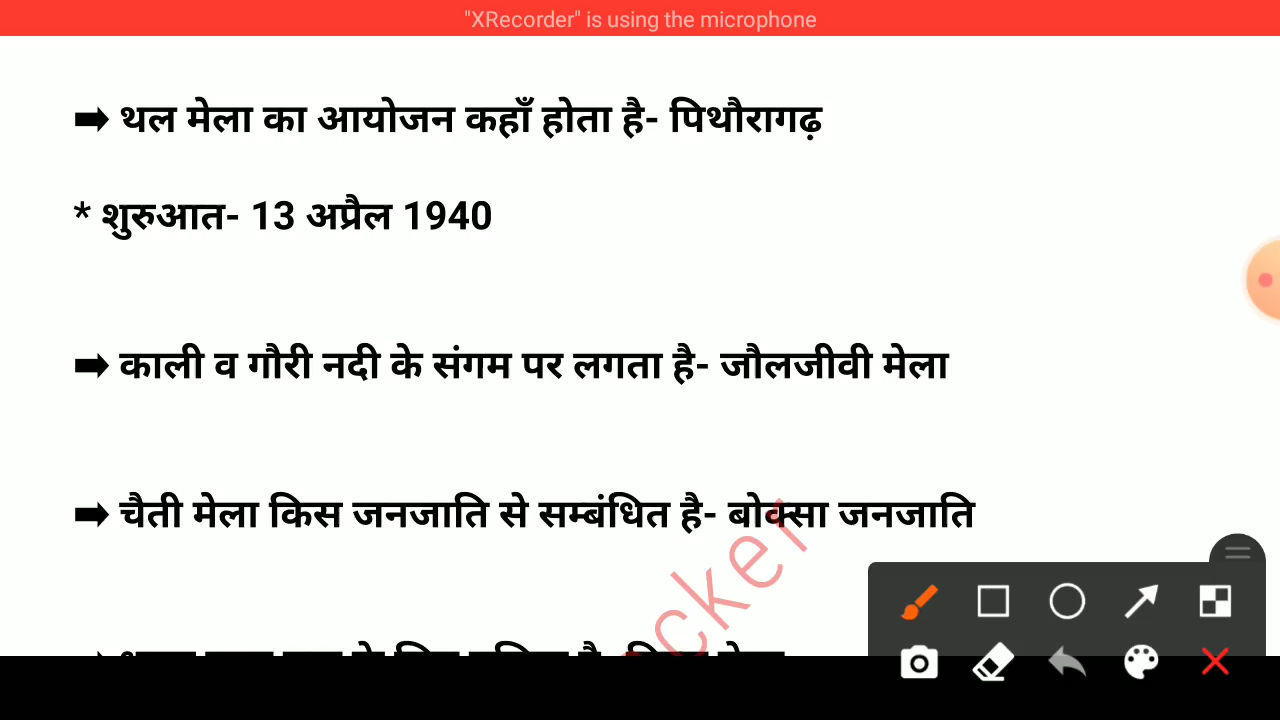 "XRecorder" is using the microphone
➡ थल मेला का आयोजन कहाँ होता है- पिथौरागढ़
* शुरुआत- 13 अप्रैल 1940
➡ काली व गौरी नदी के संगम पर लगता है- जौलजीवी मेला
➡ चैती मेला किस जनजाति से सम्बंधित है- बोक्सा जनजाति